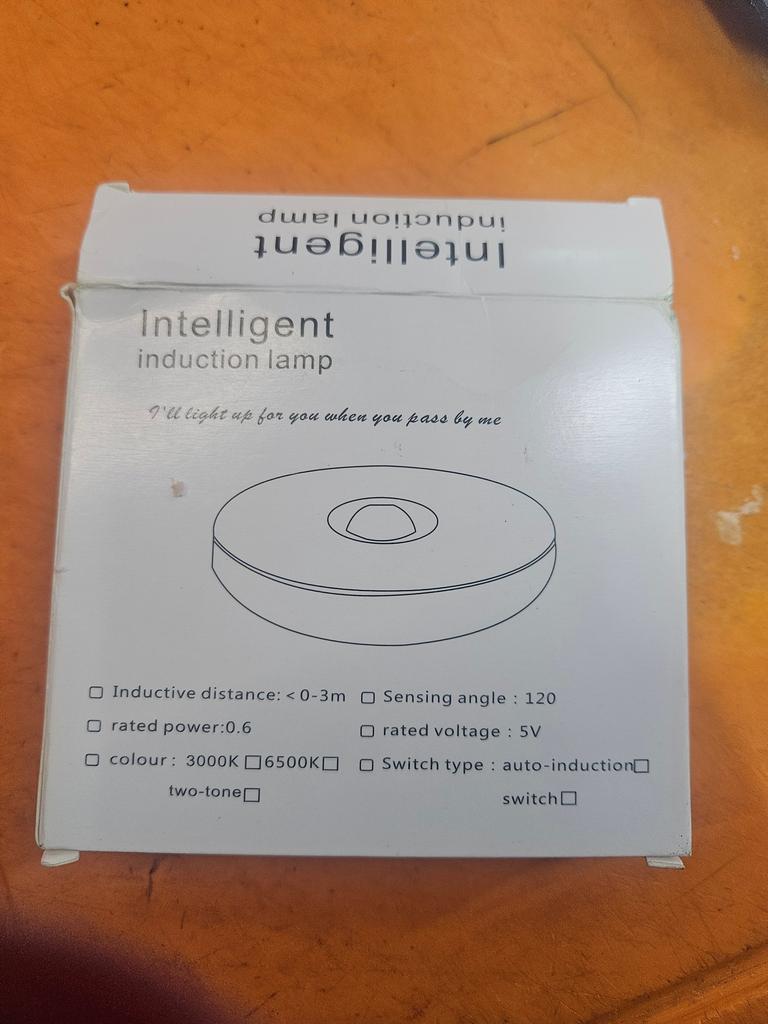 Intelligent
induction lamp
Intelligent
induction lamp
I'll light up for you when you pass by me
Inductive distance: < 0-3m
Sensing angle : 120
rated power:0.6
rated voltage : 5V
colour : 3000K □ 6500K □
Switch type : auto-induction □
two-tone □
switch □